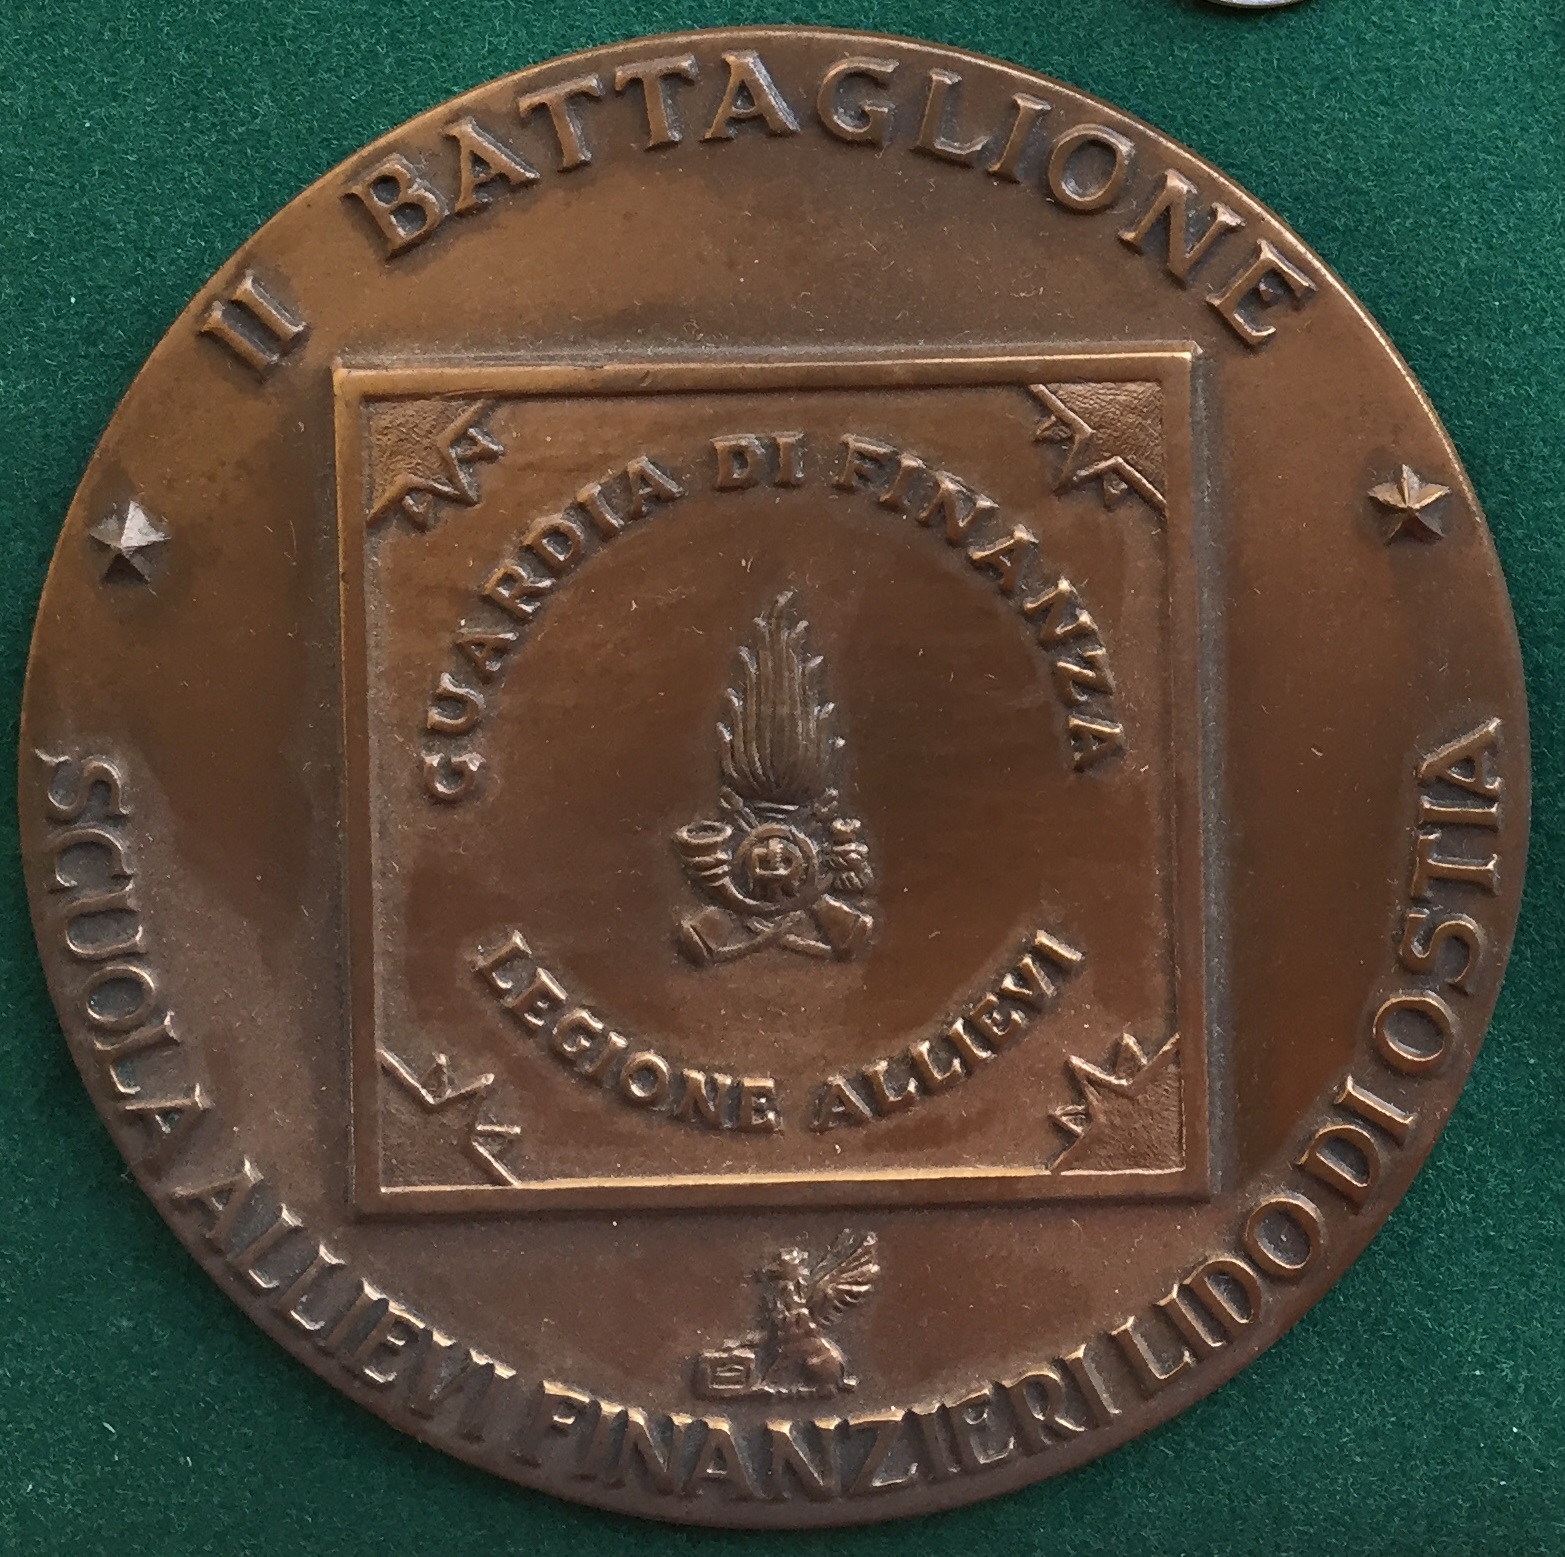 II BATTAGLIONE
GUARDIA DI FINANZA
LEGIONE ALLIEVI
SCUOLA ALLIEVI FINANZIERI LIDO DI OSTIA